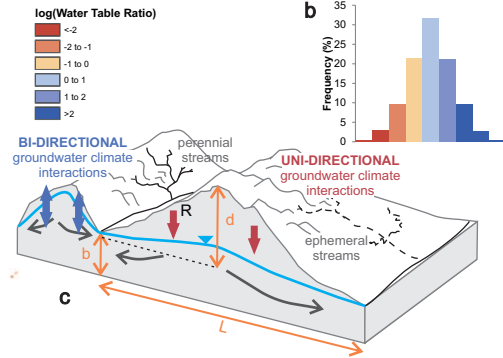 log(Water Table Ratio)
<-2
-2 to -1
-1 to 0
0 to 1
1 to 2
>2
b
35
30
25
20
15
10
5
0
Frequency (%)
BI-DIRECTIONAL
groundwater climate
interactions
perennial
streams
UNI-DIRECTIONAL
groundwater climate
interactions
R
d
b
ephemeral
streams
c
L